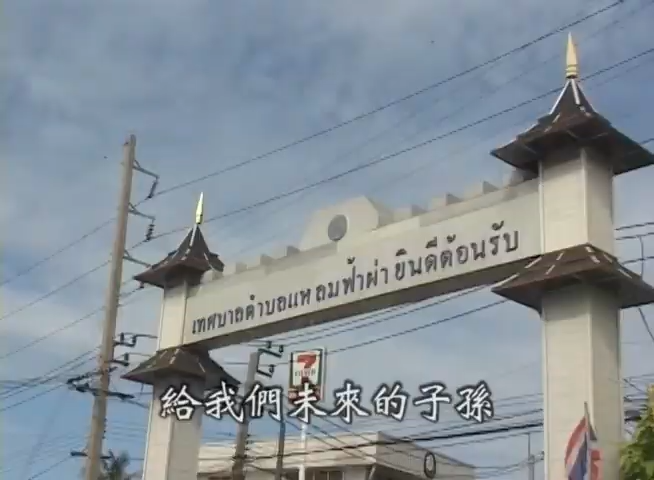 เทศบาลตำบลแหลมฟ้าผ่า ยินดีต้อนรับ
7
給我們未來的子孫